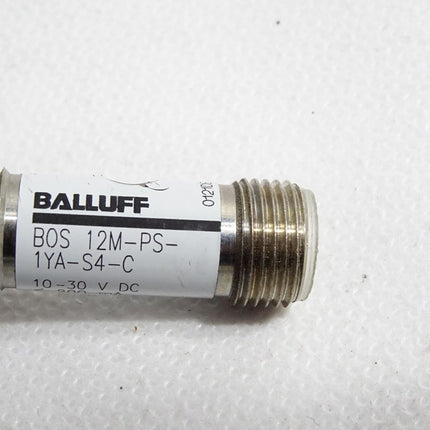 BALLUFF
BOS 12M-PS-
1YA-S4-C
10-30 V DC